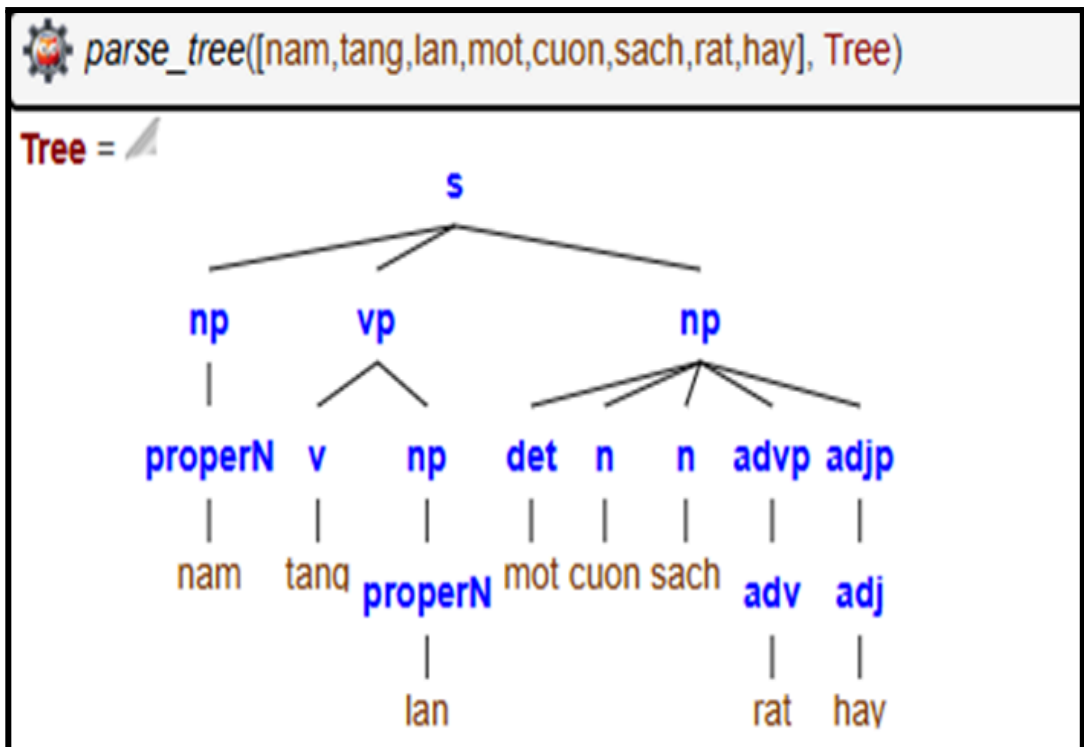 parse_tree([nam,tang,lan,mot,cuon,sach,rat,hay], Tree)
Tree =
s
np vp np
properN v np det n n advp adjp
nam tang properN mot cuon sach adv adj
lan rat hay